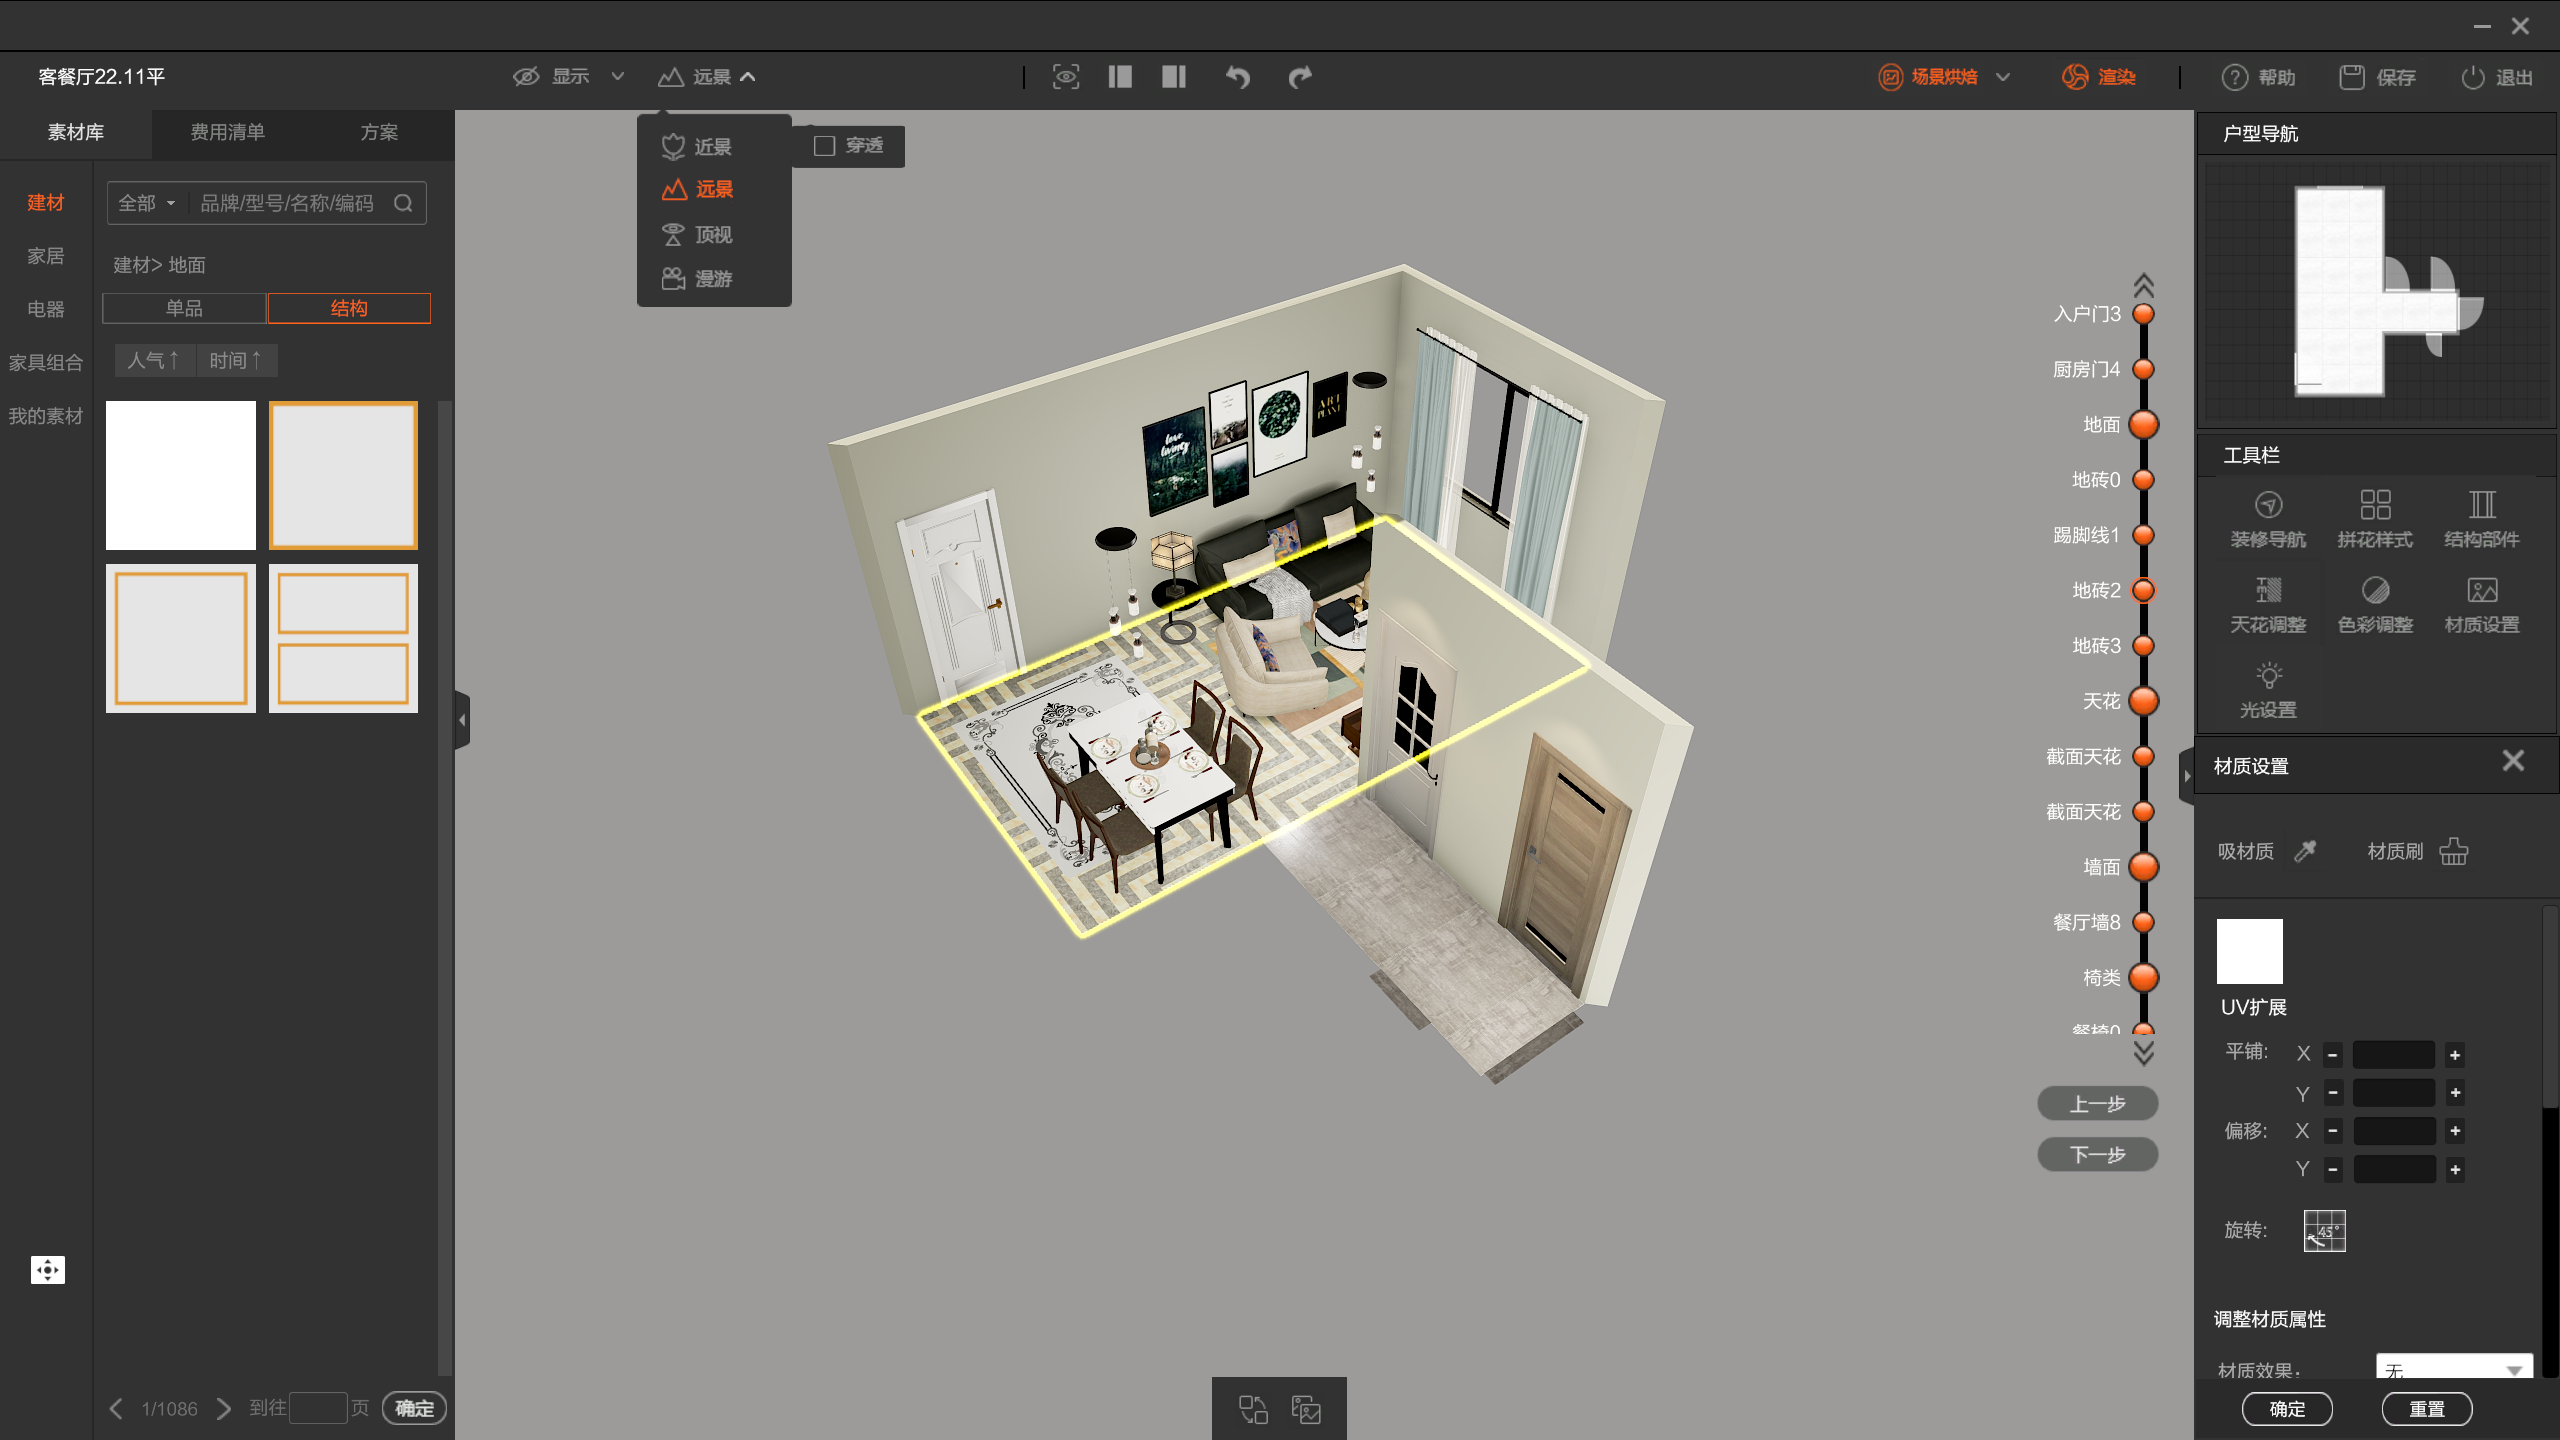 客餐厅22.11平
显示
远景
场景烘焙
渲染
帮助
保存
退出
素材库
费用清单
方案
建材
家居
电器
家具组合
我的素材
全部
品牌/型号/名称/编码
建材> 地面
单品
结构
人气↑
时间↑
1/1086
到往
页
确定
近景
远景
顶视
漫游
穿透
love
living
ART
PLANT
入户门3
厨房门4
地面
地砖0
踢脚线1
地砖2
地砖3
天花
截面天花
截面天花
墙面
餐厅墙8
椅类
餐椅0
上一步
下一步
户型导航
工具栏
装修导航
拼花样式
结构部件
天花调整
色彩调整
材质设置
光设置
材质设置
吸材质
材质刷
UV扩展
平铺: X - +
Y - +
偏移: X - +
Y - +
旋转:
45°
调整材质属性
材质效果:
无
确定
重置